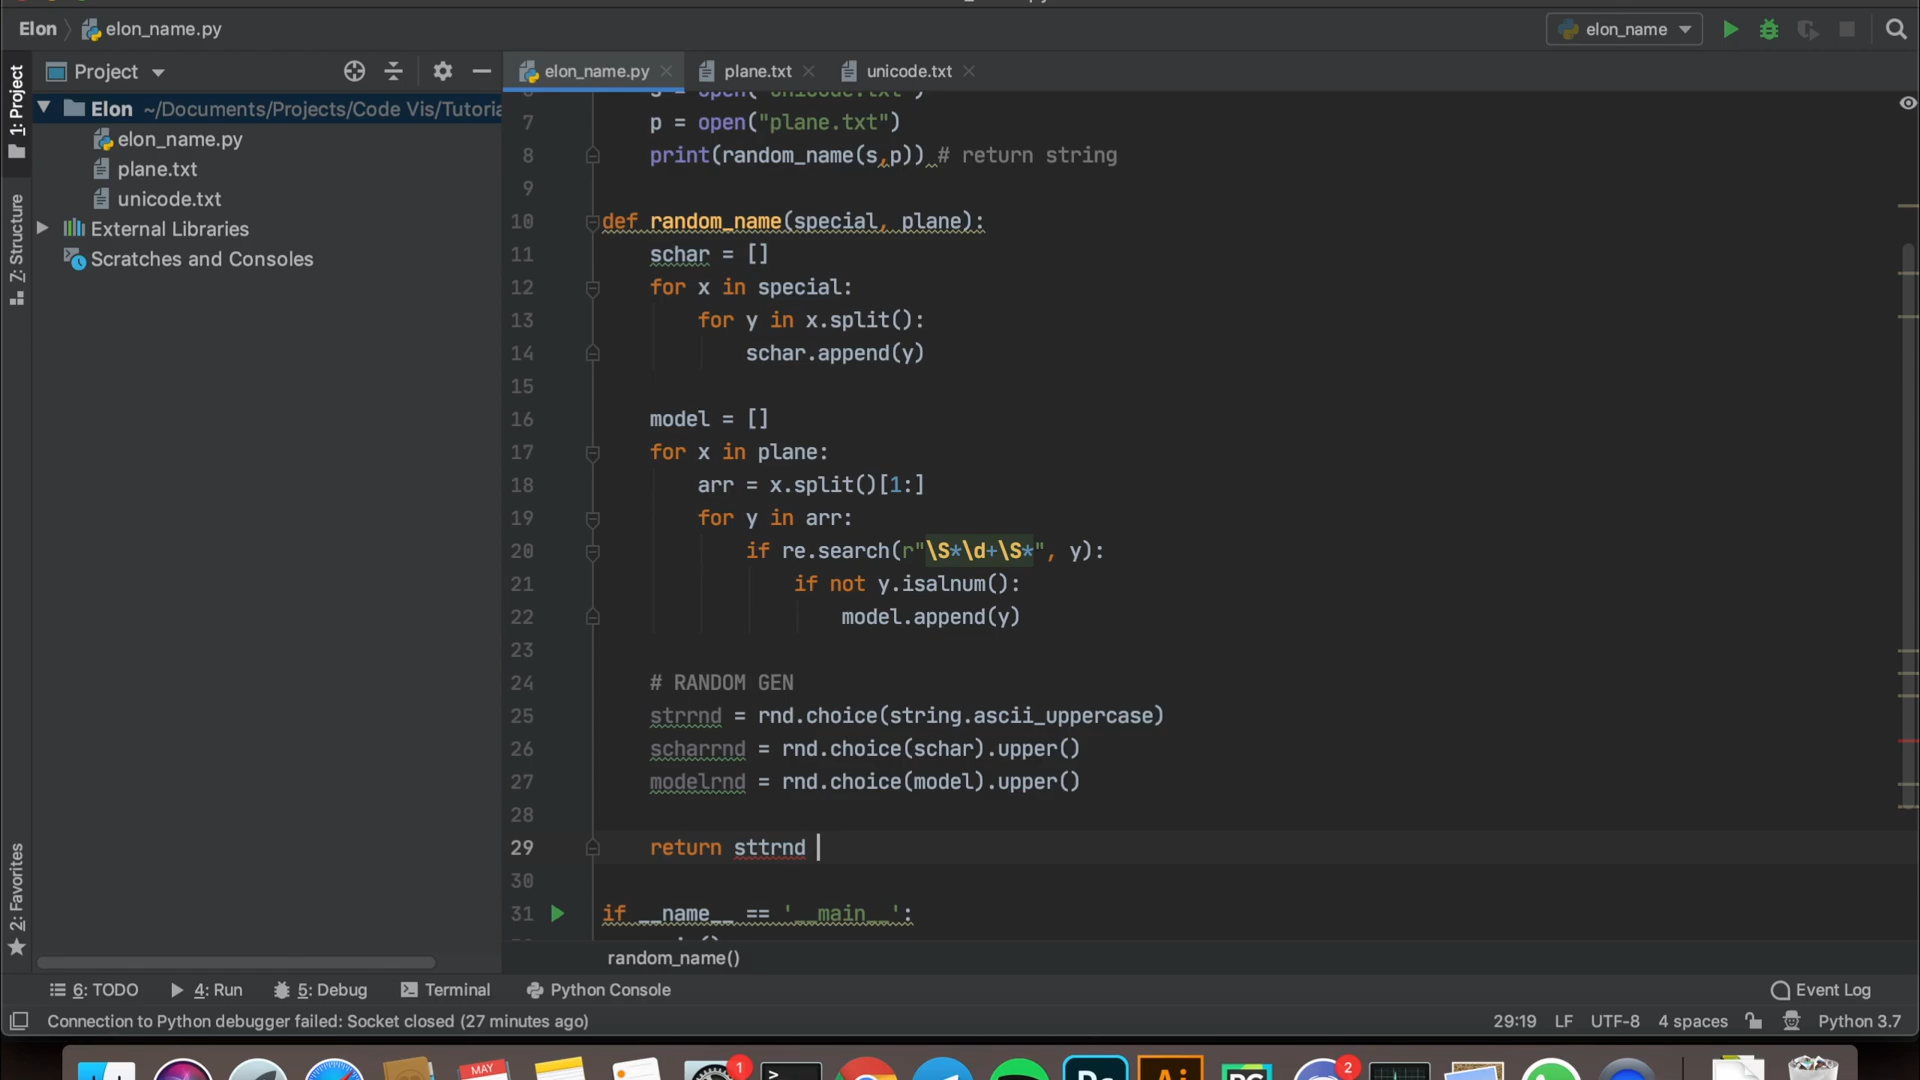 Elon
elon_name.py
elon_name
1: Project
Project
elon_name.py
plane.txt
unicode.txt
Elon ~/Documents/Projects/Code Vis/Tutoria
elon_name.py
plane.txt
unicode.txt
External Libraries
Scratches and Consoles
7: Structure
2: Favorites
7 p = open("plane.txt")
8 print(random_name(s,p)) # return string
9
10 def random_name(special, plane):
11 schar = []
12 for x in special:
13 for y in x.split():
14 schar.append(y)
15
16 model = []
17 for x in plane:
18 arr = x.split()[1:]
19 for y in arr:
20 if re.search(r"\S*\d+\S*", y):
21 if not y.isalnum():
22 model.append(y)
23
24 # RANDOM GEN
25 strrnd = rnd.choice(string.ascii_uppercase)
26 scharrnd = rnd.choice(schar).upper()
27 modelrnd = rnd.choice(model).upper()
28
29 return sttrnd
30
31 if __name__ == '__main__':
random_name()
6: TODO
4: Run
5: Debug
Terminal
Python Console
Event Log
Connection to Python debugger failed: Socket closed (27 minutes ago)
29:19
LF
UTF-8
4 spaces
Python 3.7
MAY
1
2